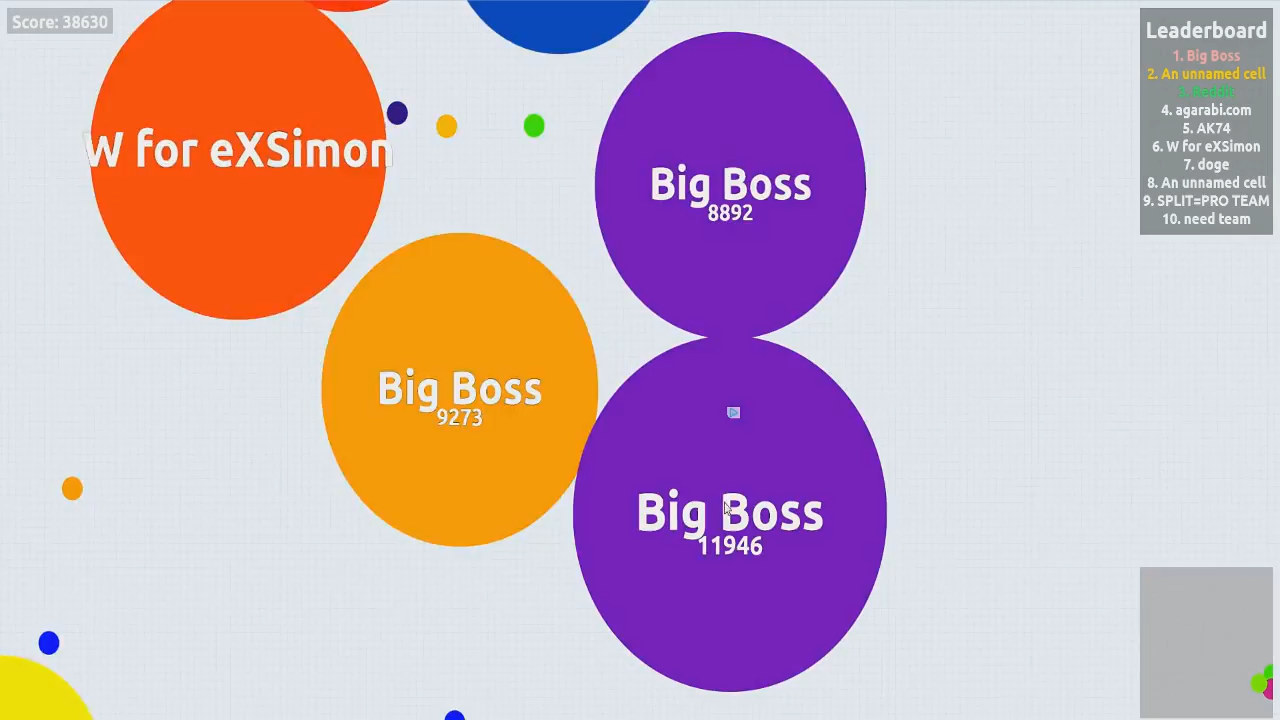 Score: 38630
W for eXSimon
Big Boss
8892
Big Boss
9273
Big Boss
11946
Leaderboard
1. Big Boss
2. An unnamed cell
3. Reddit
4. agarabi.com
5. AK74
6. W for eXSimon
7. doge
8. An unnamed cell
9. SPLIT=PRO TEAM
10. need team